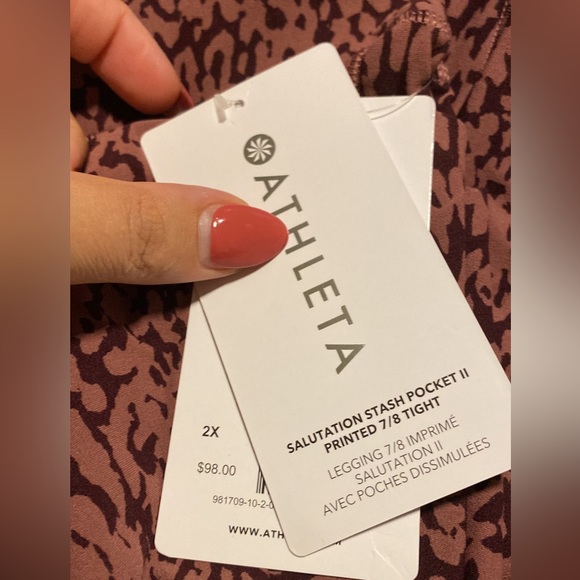 ATHLETA
SALUTATION STASH POCKET II
PRINTED 7/8 TIGHT
LEGGING 7/8 IMPRIMÉ
SALUTATION II
AVEC POCHES DISSIMULÉES
2X
$98.00
981709-10-2-0
WWW.ATH